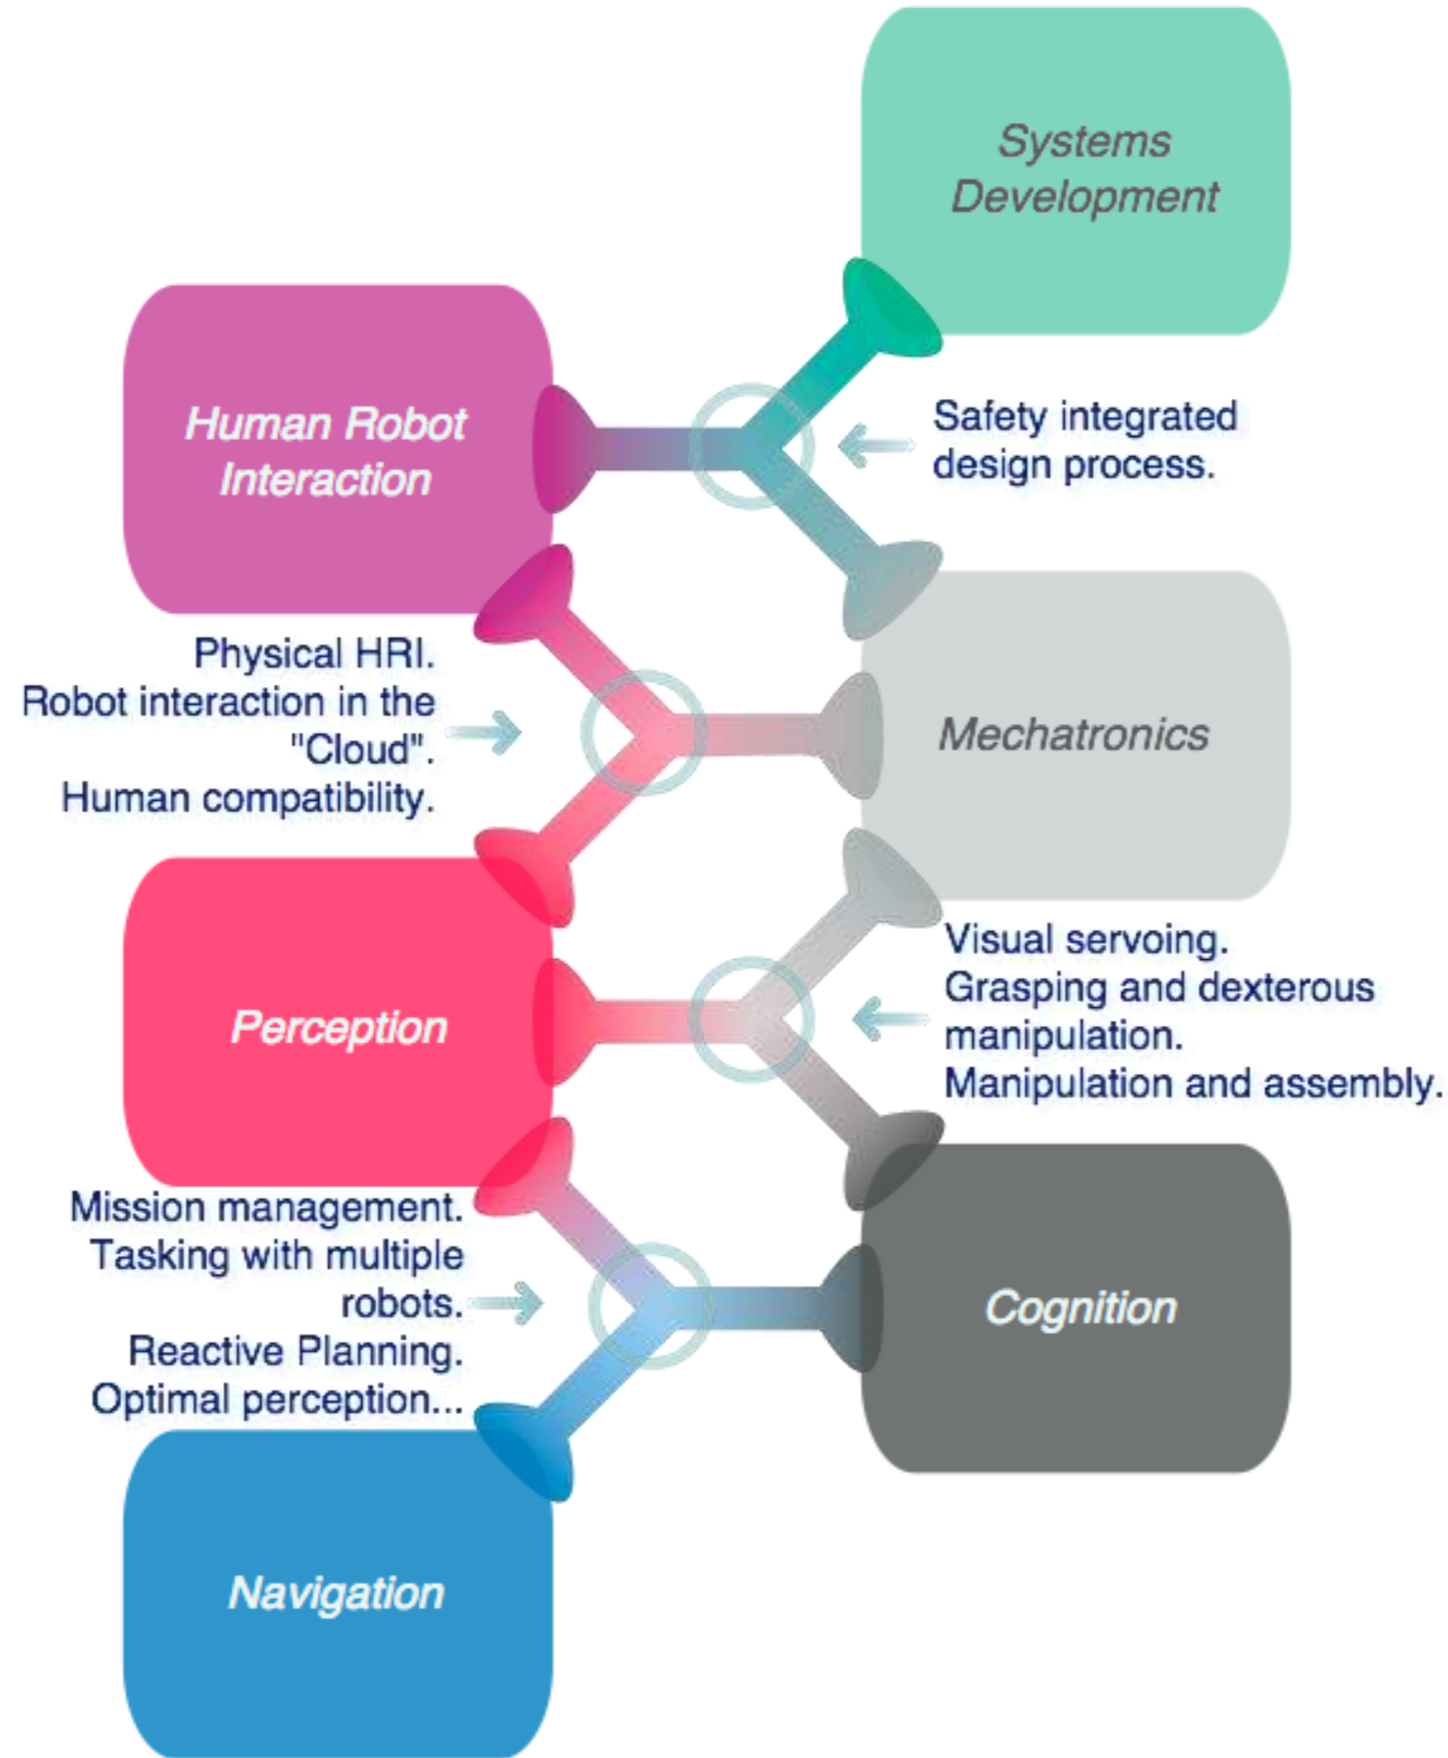 Systems
Development
Human Robot
Interaction
Safety integrated
design process.
Physical HRI.
Robot interaction in the
"Cloud".
Human compatibility.
Mechatronics
Perception
Visual servoing.
Grasping and dexterous
manipulation.
Manipulation and assembly.
Mission management.
Tasking with multiple
robots.
Reactive Planning.
Optimal perception...
Cognition
Navigation